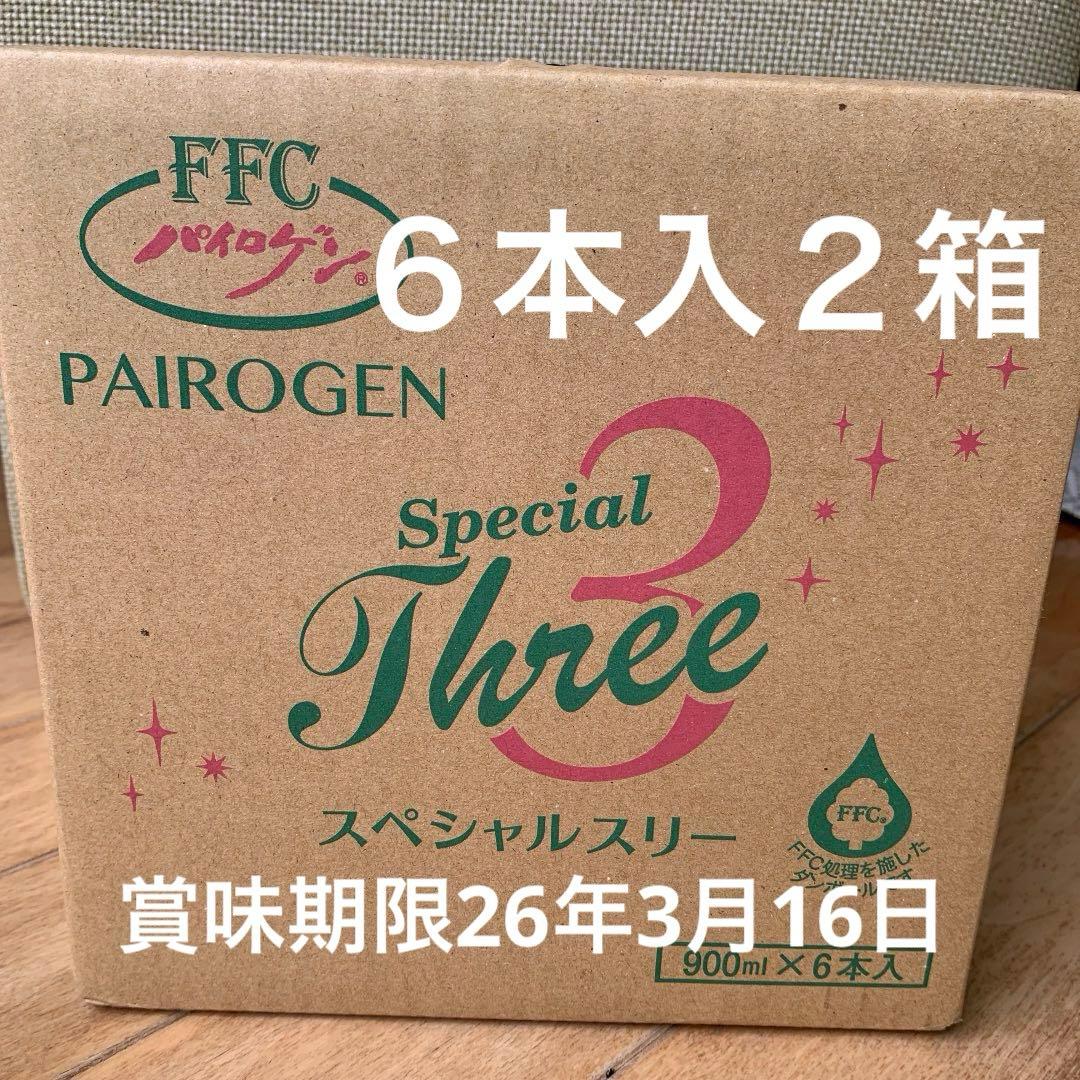 FFC
パイロゲン®
6本入2箱
PAIROGEN
3
Special
Three
スペシャルスリー
FFC®
FFC処理を施した
賞味期限26年3月16日
900ml×6本入